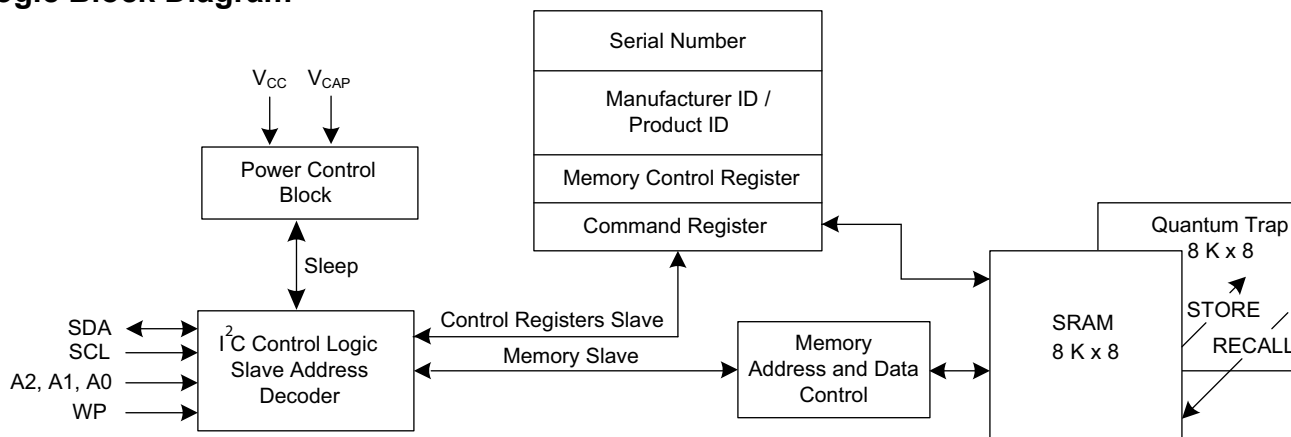 Logic Block Diagram
Serial Number
Manufacturer ID /
Product ID
Memory Control Register
Command Register
VCC VCAP
Power Control
Block
Sleep
Quantum Trap
8 K x 8
SDA
SCL
A2, A1, A0
WP
I2C Control Logic
Slave Address
Decoder
Control Registers Slave
Memory Slave
Memory
Address and Data
Control
SRAM
8 K x 8
STORE
RECALL